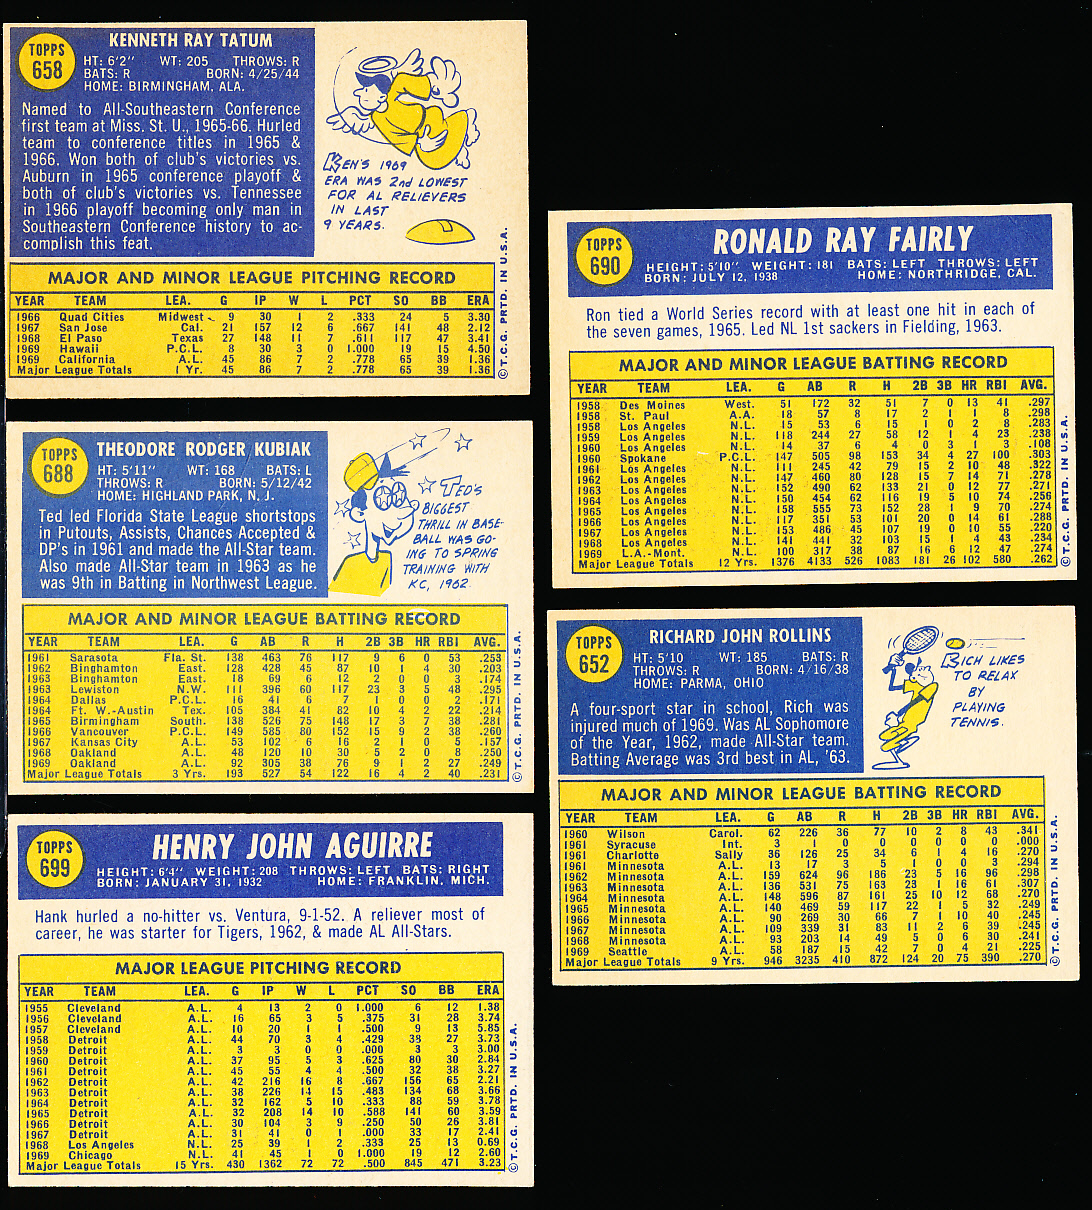 TOPPS
658
KENNETH RAY TATUM
HT: 6'2" WT: 205 THROWS: R
BATS: R BORN: 4/25/44
HOME: BIRMINGHAM, ALA.
Named to All-Southeastern Conference
first team at Miss. St. U., 1965-66. Hurled
team to conference titles in 1965 &
1966. Won both of club's victories vs.
Auburn in 1965 conference playoff &
both of club's victories vs. Tennessee
in 1966 playoff becoming only man in
Southeastern Conference history to ac-
complish this feat.
KEN'S 1969
ERA WAS 2nd LOWEST
FOR AL RELIEVERS
IN LAST
9 YEARS.
MAJOR AND MINOR LEAGUE PITCHING RECORD
YEAR TEAM LEA. G IP W L PCT SO BB ERA
1966 Quad Cities Midwest 9 30 1 2 .333 24 5 3.30
1967 San Jose Cal. 21 157 12 6 .667 141 48 2.12
1968 El Paso Texas 27 148 11 7 .611 117 47 3.41
1969 Hawaii P.C.L. 8 30 3 0 1.000 19 15 4.50
1969 California A.L. 45 86 7 2 .778 65 39 1.36
Major League Totals 1 Yr. 45 86 7 2 .778 65 39 1.36
© T.C.G. PRTD. IN U.S.A.
TOPPS
688
THEODORE RODGER KUBIAK
HT: 5'11" WT: 168 BATS: L
THROWS: R BORN: 5/12/42
HOME: HIGHLAND PARK, N. J.
Ted led Florida State League shortstops
in Putouts, Assists, Chances Accepted &
DP's in 1961 and made the All-Star team.
Also made All-Star team in 1963 as he
was 9th in Batting in Northwest League.
TED'S
BIGGEST
THRILL IN BASE-
BALL WAS GO-
ING TO SPRING
TRAINING WITH
KC, 1962.
MAJOR AND MINOR LEAGUE BATTING RECORD
YEAR TEAM LEA. G AB R H 2B 3B HR RBI AVG.
1961 Sarasota Fla. St. 138 463 76 117 9 6 0 53 .253
1962 Binghamton East. 128 428 45 87 10 1 4 30 .203
1963 Binghamton East. 18 69 6 12 2 0 0 3 .174
1963 Lewiston N.W. 111 396 60 117 23 3 5 48 .295
1964 Dallas P.C.L. 16 41 6 7 1 0 0 2 .171
1964 Ft. W.-Austin Tex. 105 384 41 82 10 4 2 22 .214
1965 Birmingham South. 138 526 75 148 17 3 7 38 .281
1966 Vancouver P.C.L. 149 585 80 152 15 9 2 38 .260
1967 Kansas City A.L. 53 102 6 16 2 1 0 5 .157
1968 Oakland A.L. 48 120 10 30 5 2 0 8 .250
1969 Oakland A.L. 92 305 38 76 9 1 2 27 .249
Major League Totals 3 Yrs. 193 527 54 122 16 4 2 40 .231
© T.C.G. PRTD. IN U.S.A.
TOPPS
699
HENRY JOHN AGUIRRE
HEIGHT: 6'4" WEIGHT: 208 THROWS: LEFT BATS: RIGHT
BORN: JANUARY 31, 1932 HOME: FRANKLIN, MICH.
Hank hurled a no-hitter vs. Ventura, 9-1-52. A reliever most of
career, he was starter for Tigers, 1962, & made AL All-Stars.
MAJOR LEAGUE PITCHING RECORD
YEAR TEAM LEA. G IP W L PCT SO BB ERA
1955 Cleveland A.L. 4 13 2 0 1.000 6 12 1.38
1956 Cleveland A.L. 16 65 3 5 .375 31 28 3.74
1957 Cleveland A.L. 10 20 1 1 .500 9 13 5.85
1958 Detroit A.L. 44 70 3 4 .429 38 27 3.73
1959 Detroit A.L. 3 3 0 0 .000 3 3 3.00
1960 Detroit A.L. 37 95 5 3 .625 80 30 2.84
1961 Detroit A.L. 45 55 4 4 .500 32 38 3.27
1962 Detroit A.L. 42 216 16 8 .667 156 65 2.21
1963 Detroit A.L. 38 226 14 15 .483 134 68 3.66
1964 Detroit A.L. 32 162 5 10 .333 88 59 3.78
1965 Detroit A.L. 32 208 14 10 .588 141 60 3.59
1966 Detroit A.L. 30 104 3 9 .250 50 26 3.81
1967 Detroit A.L. 31 41 0 1 .000 33 17 2.41
1968 Los Angeles N.L. 25 39 1 2 .333 25 13 0.69
1969 Chicago N.L. 41 45 1 0 1.000 19 12 2.60
Major League Totals 15 Yrs. 430 1362 72 72 .500 845 471 3.23
© T.C.G. PRTD. IN U.S.A.
TOPPS
690
RONALD RAY FAIRLY
HEIGHT: 5'10" WEIGHT: 181 BATS: LEFT THROWS: LEFT
BORN: JULY 12, 1938 HOME: NORTHRIDGE, CAL.
Ron tied a World Series record with at least one hit in each of
the seven games, 1965. Led NL 1st sackers in Fielding, 1963.
MAJOR AND MINOR LEAGUE BATTING RECORD
YEAR TEAM LEA. G AB R H 2B 3B HR RBI AVG.
1958 Des Moines West. 51 172 32 51 7 0 13 41 .297
1958 St. Paul A.A. 18 57 8 17 2 1 1 8 .298
1958 Los Angeles N.L. 15 53 6 15 1 0 2 8 .283
1959 Los Angeles N.L. 118 244 27 58 12 1 4 23 .238
1960 Los Angeles N.L. 14 37 6 4 0 3 1 3 .108
1960 Spokane P.C.L. 147 505 98 153 34 4 27 100 .303
1961 Los Angeles N.L. 111 245 42 79 15 2 10 48 .322
1962 Los Angeles N.L. 147 460 80 128 15 7 14 71 .278
1963 Los Angeles N.L. 152 490 62 133 21 0 12 77 .271
1964 Los Angeles N.L. 150 454 62 116 19 5 10 74 .256
1965 Los Angeles N.L. 158 555 73 152 28 1 9 70 .274
1966 Los Angeles N.L. 117 351 53 101 20 0 14 61 .288
1967 Los Angeles N.L. 153 486 45 107 19 0 10 55 .220
1968 Los Angeles N.L. 141 441 32 103 15 1 4 43 .234
1969 L.A.-Mont. N.L. 100 317 38 87 16 6 12 47 .274
Major League Totals 12 Yrs. 1376 4133 526 1083 181 26 102 580 .262
© T.C.G. PRTD. IN U.S.A.
TOPPS
652
RICHARD JOHN ROLLINS
HT: 5'10 WT: 185 BATS: R
THROWS: R BORN: 4/16/38
HOME: PARMA, OHIO
A four-sport star in school, Rich was
injured much of 1969. Was AL Sophomore
of the Year, 1962, made All-Star team.
Batting Average was 3rd best in AL, '63.
RICH LIKES
TO RELAX
BY
PLAYING
TENNIS.
MAJOR AND MINOR LEAGUE BATTING RECORD
YEAR TEAM LEA. G AB R H 2B 3B HR RBI AVG.
1960 Wilson Carol. 62 226 36 77 10 2 8 43 .341
1961 Syracuse Int. 3 1 0 0 0 0 0 0 .000
1961 Charlotte Sally 36 126 25 34 6 1 4 16 .270
1961 Minnesota A.L. 13 17 3 5 1 0 0 3 .294
1962 Minnesota A.L. 159 624 96 186 23 5 16 96 .298
1963 Minnesota A.L. 136 531 75 163 23 1 16 61 .307
1964 Minnesota A.L. 148 596 87 161 25 10 12 68 .270
1965 Minnesota A.L. 140 469 59 117 22 1 5 32 .249
1966 Minnesota A.L. 90 269 30 66 7 1 10 40 .245
1967 Minnesota A.L. 109 339 31 83 11 2 6 39 .245
1968 Minnesota A.L. 93 203 14 49 5 0 6 30 .241
1969 Seattle A.L. 58 187 15 42 7 0 4 21 .225
Major League Totals 9 Yrs. 946 3235 410 872 124 20 75 390 .270
© T.C.G. PRTD. IN U.S.A.